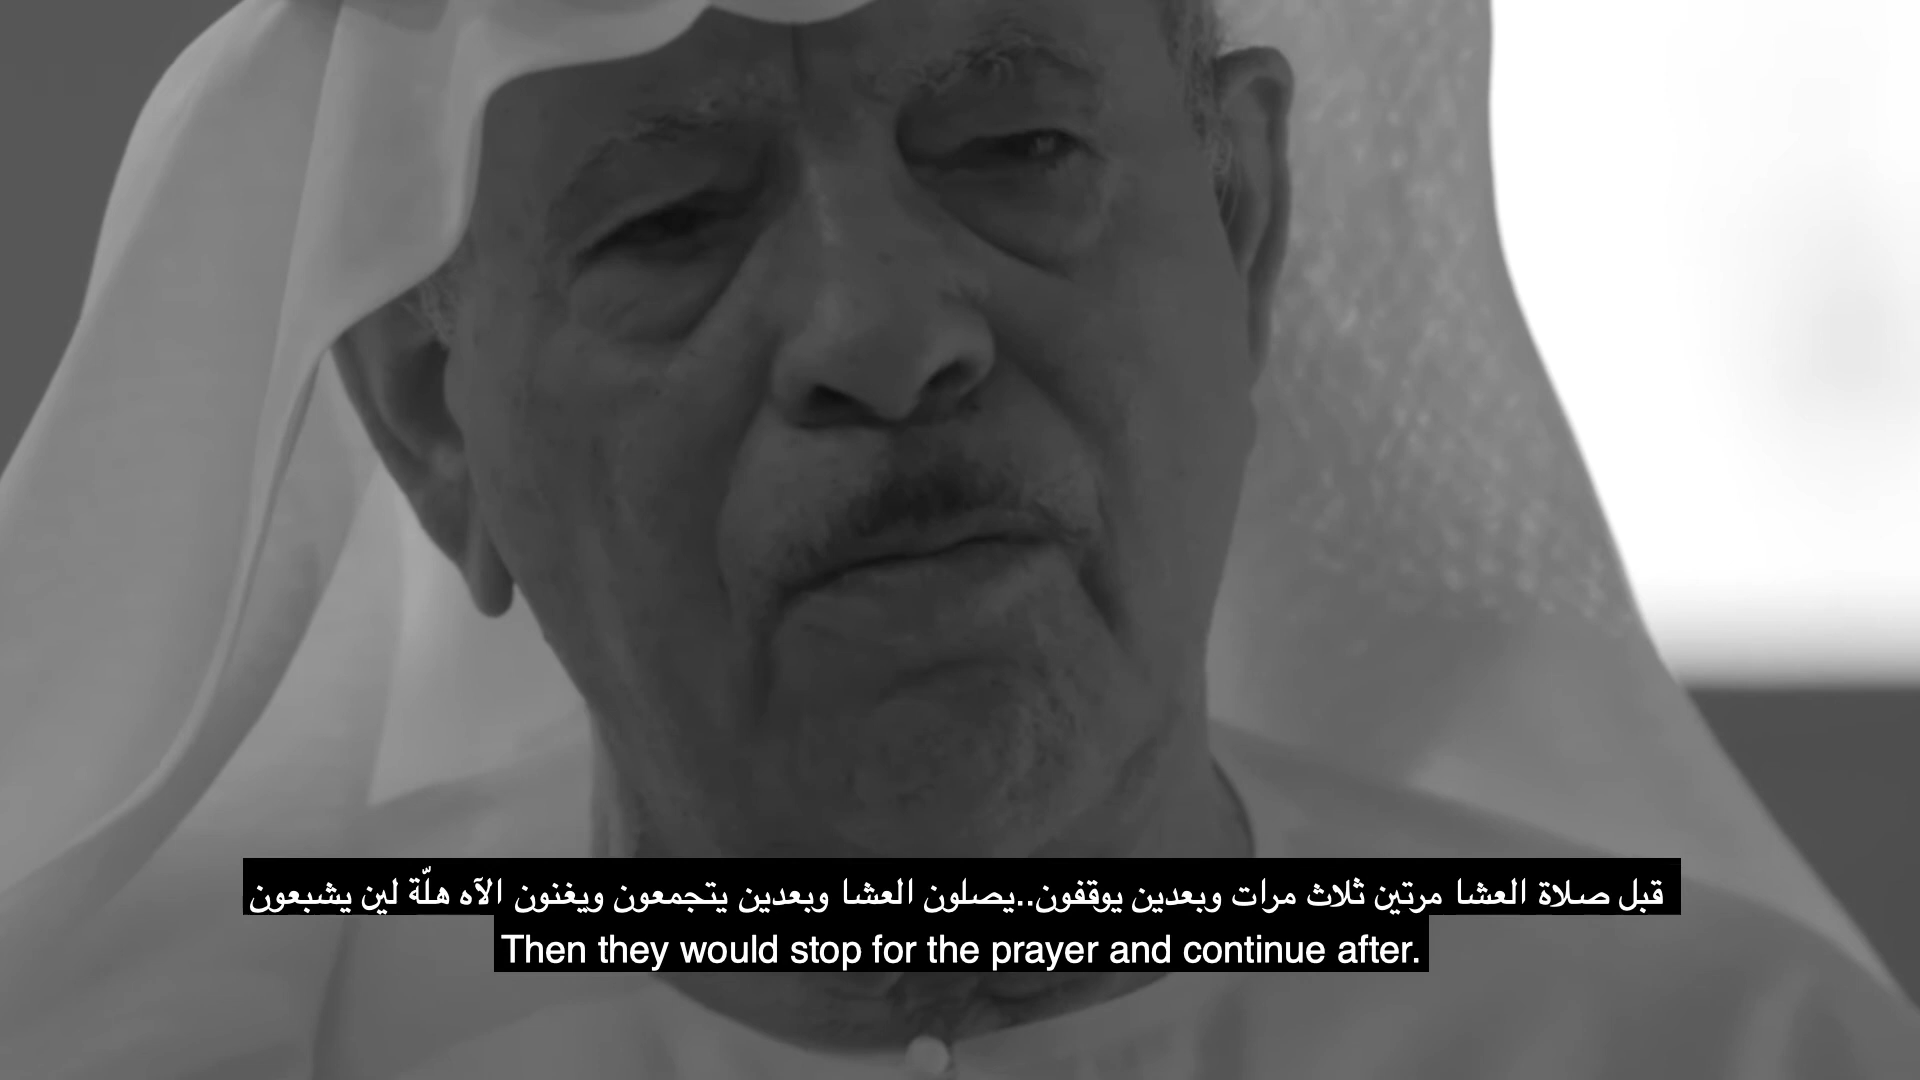 قبل صلاة العشا مرتين ثلاث مرات وبعدين يوقفون..يصلون العشا وبعدين يتجمعون ويغنون الآه هلّة لين يشبعون
Then they would stop for the prayer and continue after.